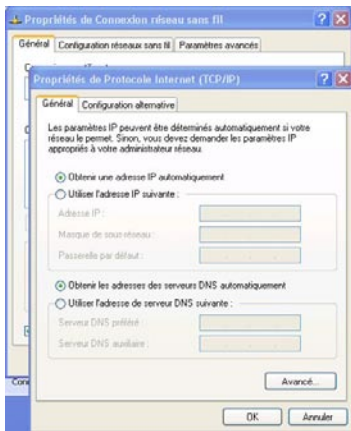 Propriétés de Connexion réseau sans fil
Général Configuration réseaux sans fil Paramètres avancés
Propriétés de Protocole Internet (TCP/IP)
Général Configuration alternative
Les paramètres IP peuvent être déterminés automatiquement si votre
réseau le permet. Sinon, vous devez demander les paramètres IP
appropriés à votre administrateur réseau.
Obtenir une adresse IP automatiquement
Utiliser l'adresse IP suivante :
Adresse IP :
Masque de sous-réseau :
Passerelle par défaut :
Obtenir les adresses des serveurs DNS automatiquement
Utiliser l'adresse de serveur DNS suivante :
Serveur DNS préféré :
Serveur DNS auxiliaire :
Avancé...
OK Annuler